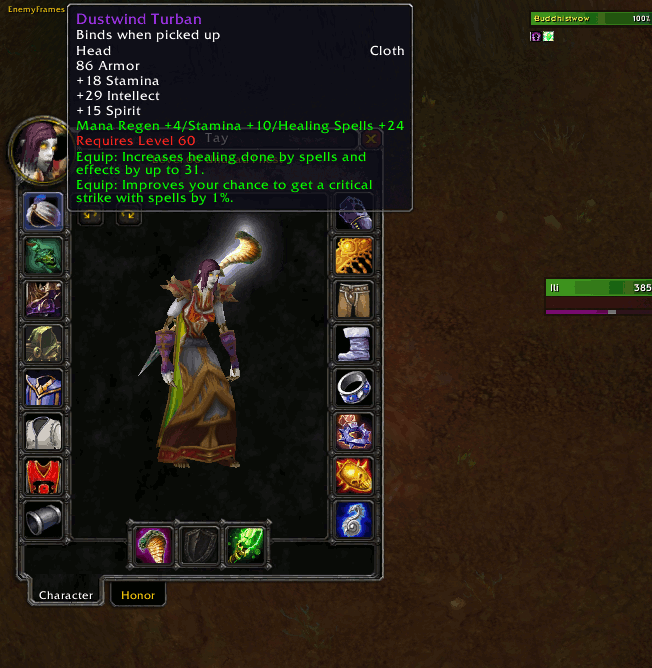 EnemyFrames
Dustwind Turban
Binds when picked up
Head Cloth
86 Armor
+18 Stamina
+29 Intellect
+15 Spirit
Mana Regen +4/Stamina +10/Healing Spells +24
Requires Level 60
Tay
Equip: Increases healing done by spells and
effects by up to 31.
Equip: Improves your chance to get a critical
strike with spells by 1%.
Buddhistwow 100%
Ili 385
Character
Honor